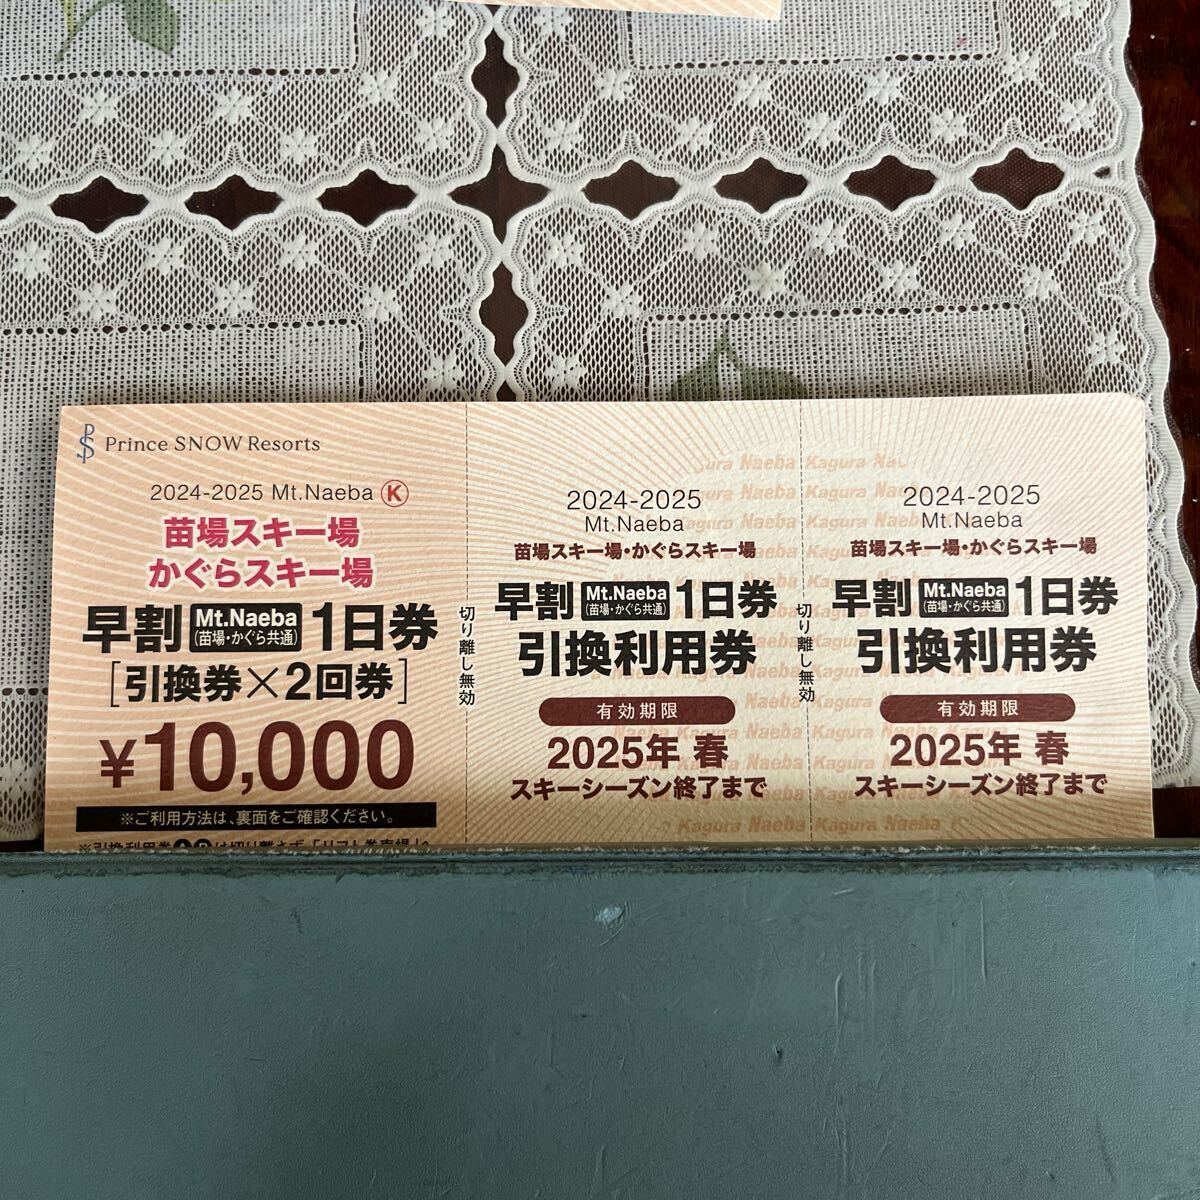 Prince SNOW Resorts
2024-2025 Mt.Naeba Ⓚ
苗場スキー場
かぐらスキー場
早割 Mt.Naeba (苗場・かぐら共通) 1日券
[引換券×2回券]
¥10,000
※ご利用方法は、裏面をご確認ください。
切り離し無効
2024-2025
Mt.Naeba
苗場スキー場・かぐらスキー場
早割 Mt.Naeba (苗場・かぐら共通) 1日券
引換利用券
有効期限
2025年 春
スキーシーズン終了まで
切り離し無効
2024-2025
Mt.Naeba
苗場スキー場・かぐらスキー場
早割 Mt.Naeba (苗場・かぐら共通) 1日券
引換利用券
有効期限
2025年 春
スキーシーズン終了まで
Kagura Naeba Kagura Naeba